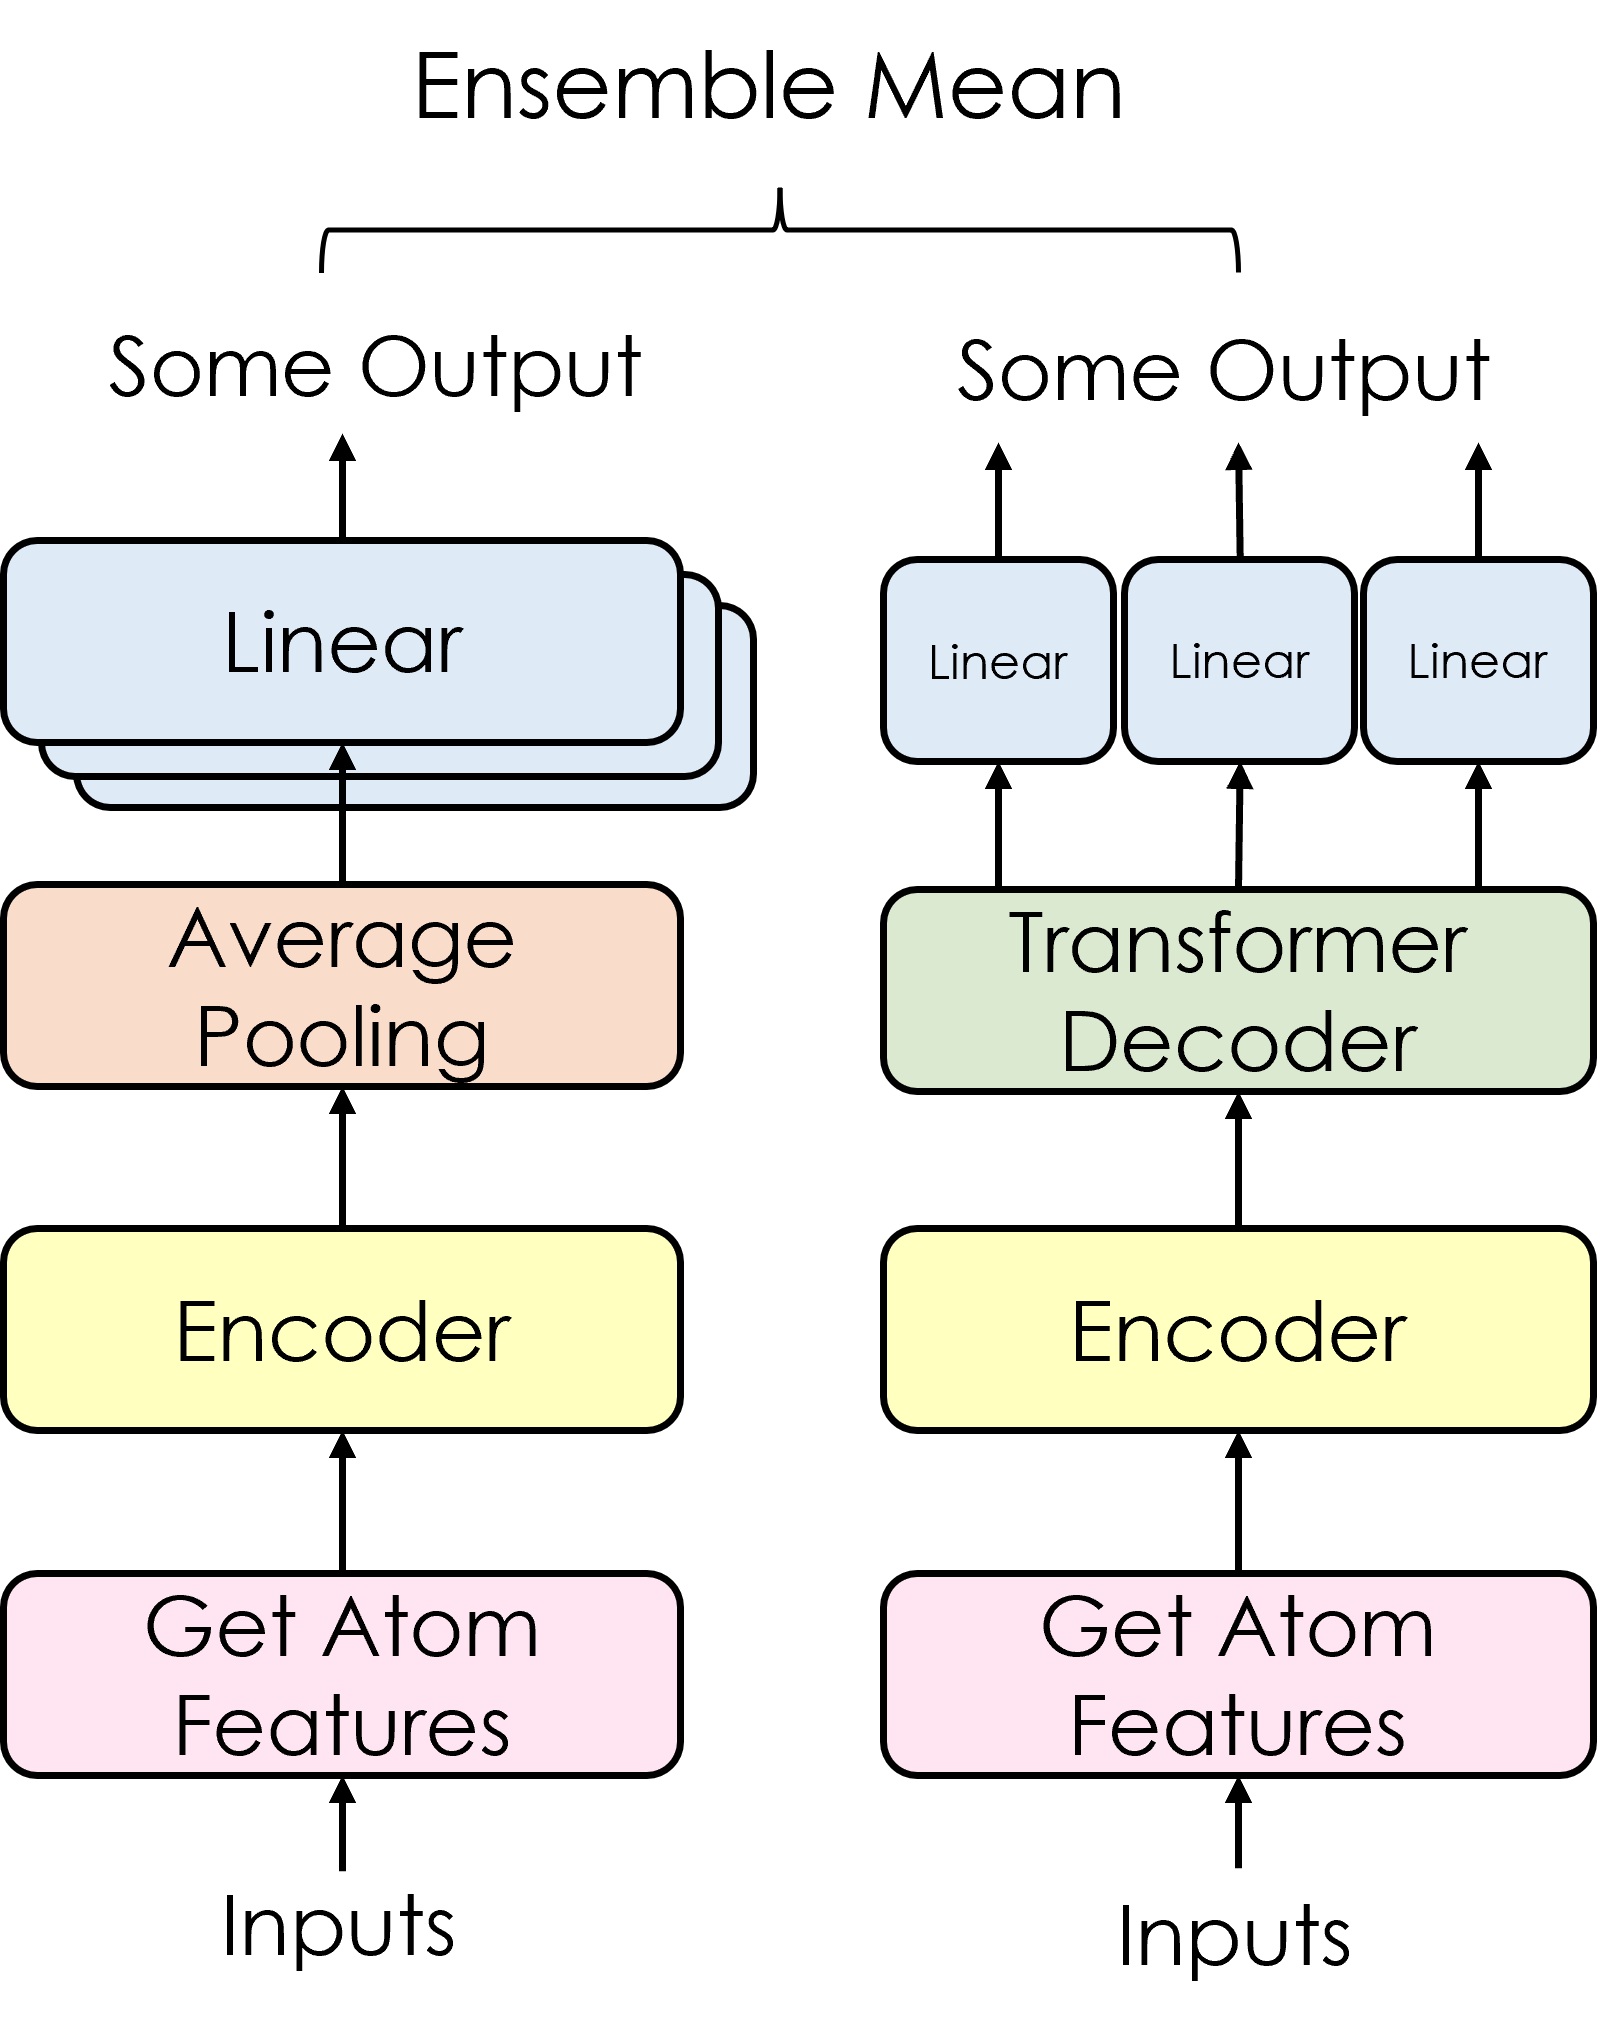 Ensemble Mean
Some Output
Linear
Average
Pooling
Encoder
Get Atom
Features
Inputs
Some Output
Linear
Linear
Linear
Transformer
Decoder
Encoder
Get Atom
Features
Inputs